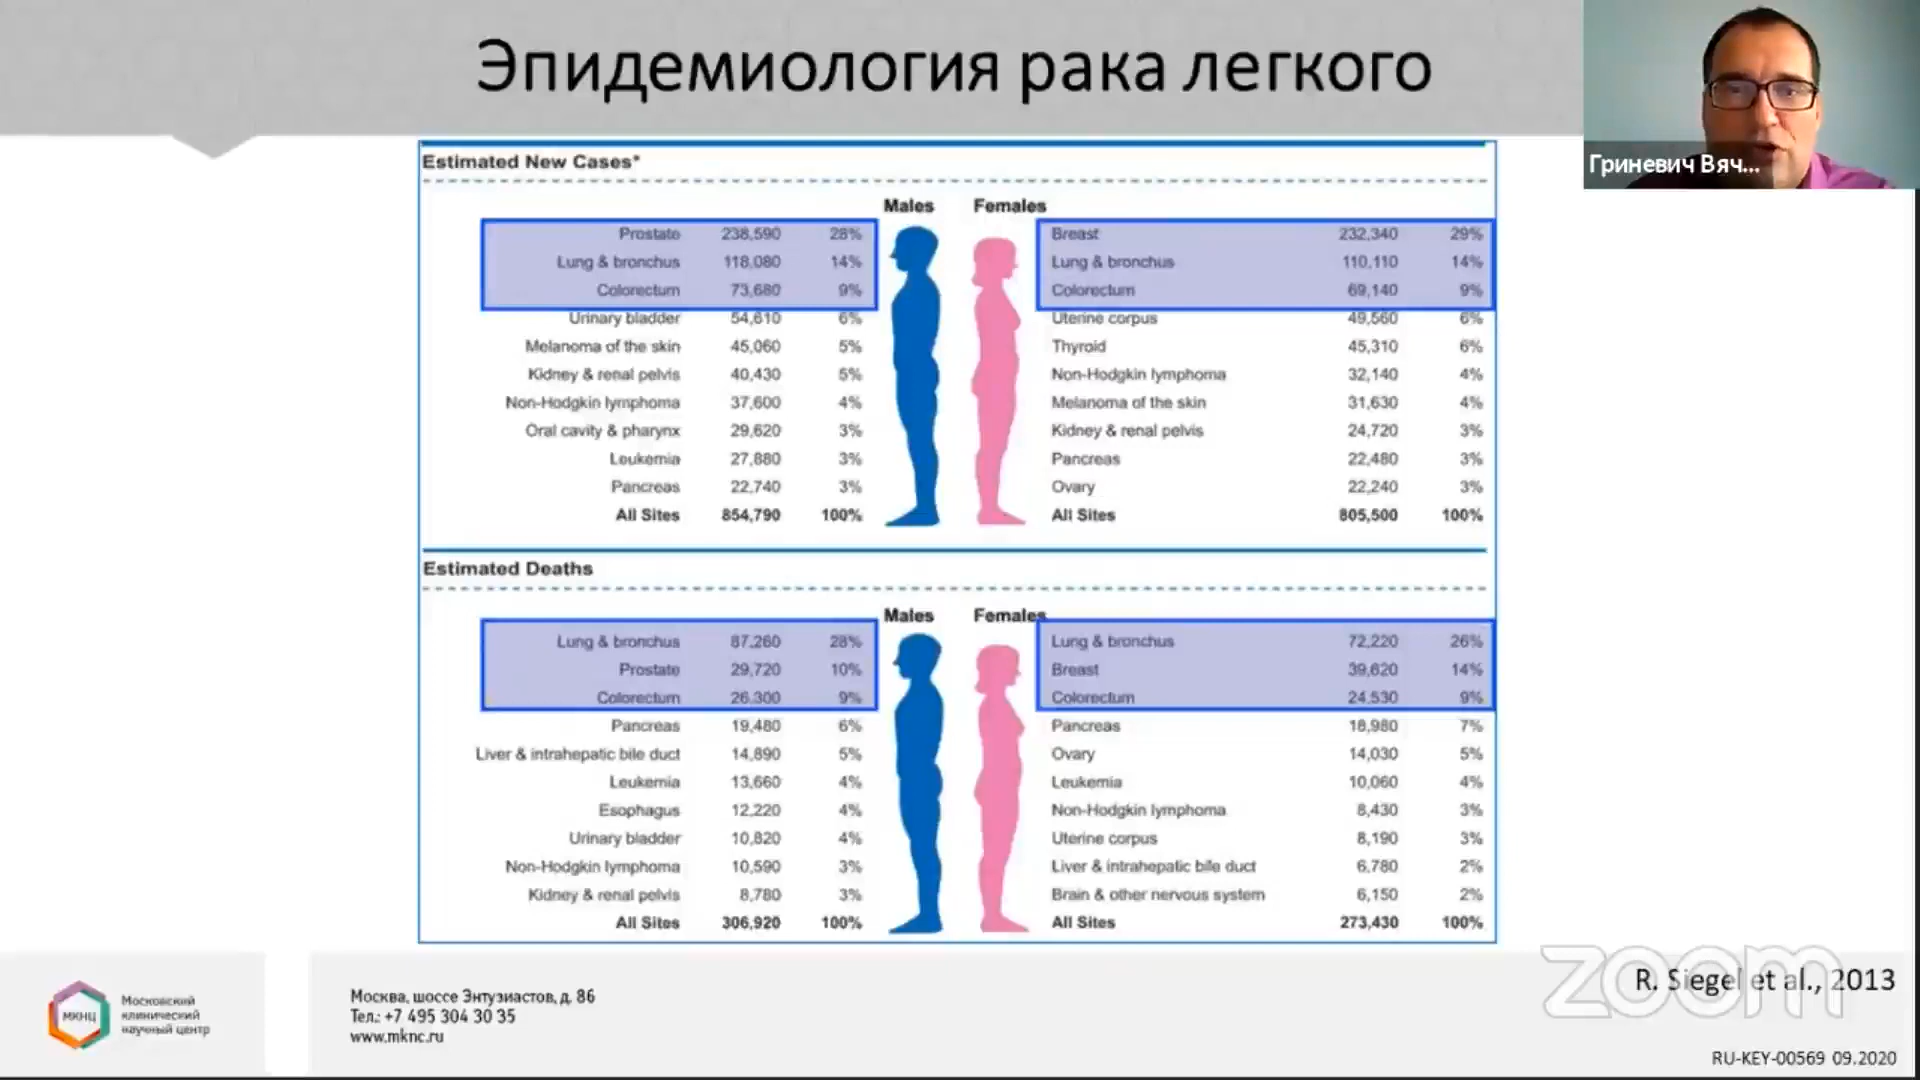 Эпидемиология рака легкого
Гриневич Вяч...
Estimated New Cases*
Males Females
Prostate 238,590 28% Breast 232,340 29%
Lung & bronchus 118,080 14% Lung & bronchus 110,110 14%
Colorectum 73,680 9% Colorectum 69,140 9%
Urinary bladder 54,610 6% Uterine corpus 49,560 6%
Melanoma of the skin 45,060 5% Thyroid 45,310 6%
Kidney & renal pelvis 40,430 5% Non-Hodgkin lymphoma 32,140 4%
Non-Hodgkin lymphoma 37,600 4% Melanoma of the skin 31,630 4%
Oral cavity & pharynx 29,620 3% Kidney & renal pelvis 24,720 3%
Leukemia 27,880 3% Pancreas 22,480 3%
Pancreas 22,740 3% Ovary 22,240 3%
All Sites 854,790 100% All Sites 805,500 100%
Estimated Deaths
Males Females
Lung & bronchus 87,260 28% Lung & bronchus 72,220 26%
Prostate 29,720 10% Breast 39,620 14%
Colorectum 26,300 9% Colorectum 24,530 9%
Pancreas 19,480 6% Pancreas 18,980 7%
Liver & intrahepatic bile duct 14,890 5% Ovary 14,030 5%
Leukemia 13,660 4% Leukemia 10,060 4%
Esophagus 12,220 4% Non-Hodgkin lymphoma 8,430 3%
Urinary bladder 10,820 4% Uterine corpus 8,190 3%
Non-Hodgkin lymphoma 10,590 3% Liver & intrahepatic bile duct 6,780 2%
Kidney & renal pelvis 8,780 3% Brain & other nervous system 6,150 2%
All Sites 306,920 100% All Sites 273,430 100%
zoom
R. Siegel et al., 2013
МКНЦ
Московский
клинический
научный центр
Москва, шоссе Энтузиастов, д. 86
Тел.: +7 495 304 30 35
www.mknc.ru
RU-KEY-00569 09.2020